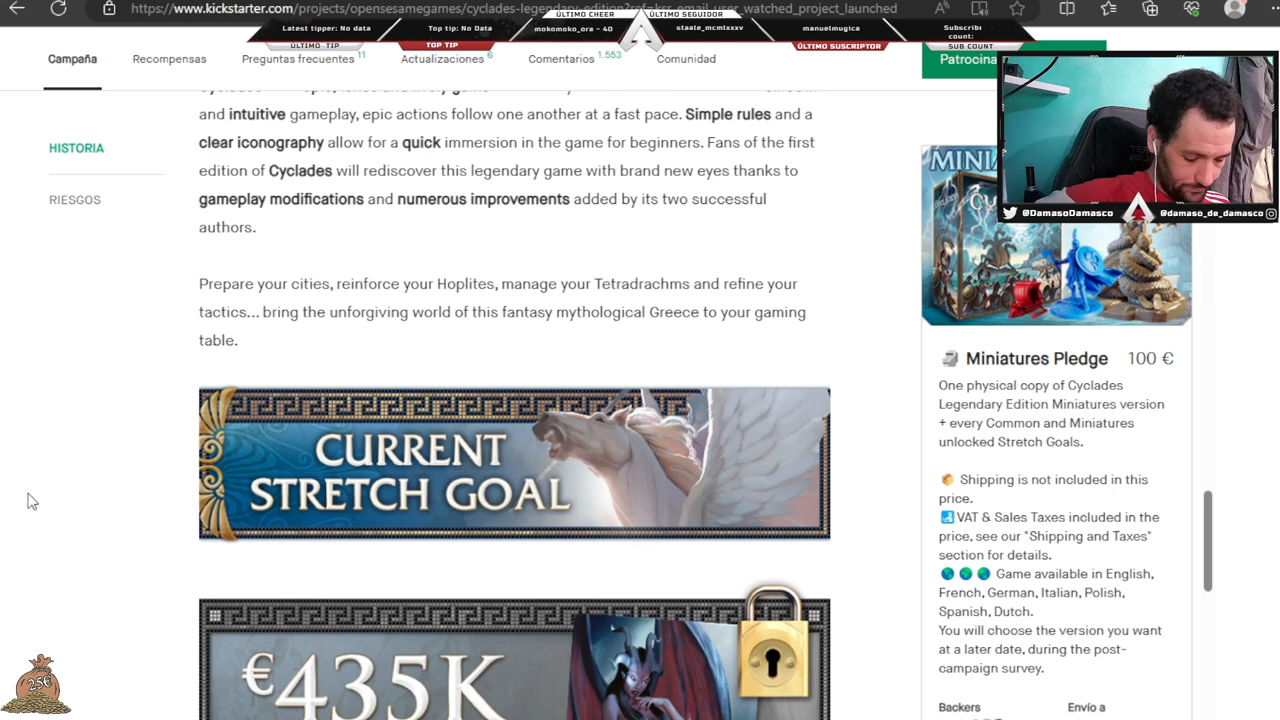 https://www.kickstarter.com/projects/opensesamegames/cyclades-legendary-edition?ref=ksr_email_user_watched_project_launched
ÚLTIMO CHEER
ÚLTIMO SEGUIDOR
Latest tipper: No data
Top tip: No Data
mokomoko_ora - 40
staale_mcmlxxxv
manuelmugica
Subscribi
count:
ÚLTIMO TIP
TOP TIP
ÚLTIMO SUSCRIPTOR
SUB COUNT
Campaña
Recompensas
Preguntas frecuentes 11
Actualizaciones 6
Comentarios 1.553
Comunidad
Patrocina
HISTORIA
RIESGOS
and intuitive gameplay, epic actions follow one another at a fast pace. Simple rules and a
clear iconography allow for a quick immersion in the game for beginners. Fans of the first
edition of Cyclades will rediscover this legendary game with brand new eyes thanks to
gameplay modifications and numerous improvements added by its two successful
authors.
Prepare your cities, reinforce your Hoplites, manage your Tetradrachms and refine your
tactics... bring the unforgiving world of this fantasy mythological Greece to your gaming
table.
CURRENT
STRETCH GOAL
€435K
@DamasoDamasco
@damaso_de_damasco
MINI
Miniatures Pledge 100 €
One physical copy of Cyclades
Legendary Edition Miniatures version
+ every Common and Miniatures
unlocked Stretch Goals.
Shipping is not included in this
price.
VAT & Sales Taxes included in the
price, see our "Shipping and Taxes"
section for details.
Game available in English,
French, German, Italian, Polish,
Spanish, Dutch.
You will choose the version you want
at a later date, during the post-
campaign survey.
Backers
Envío a
25€